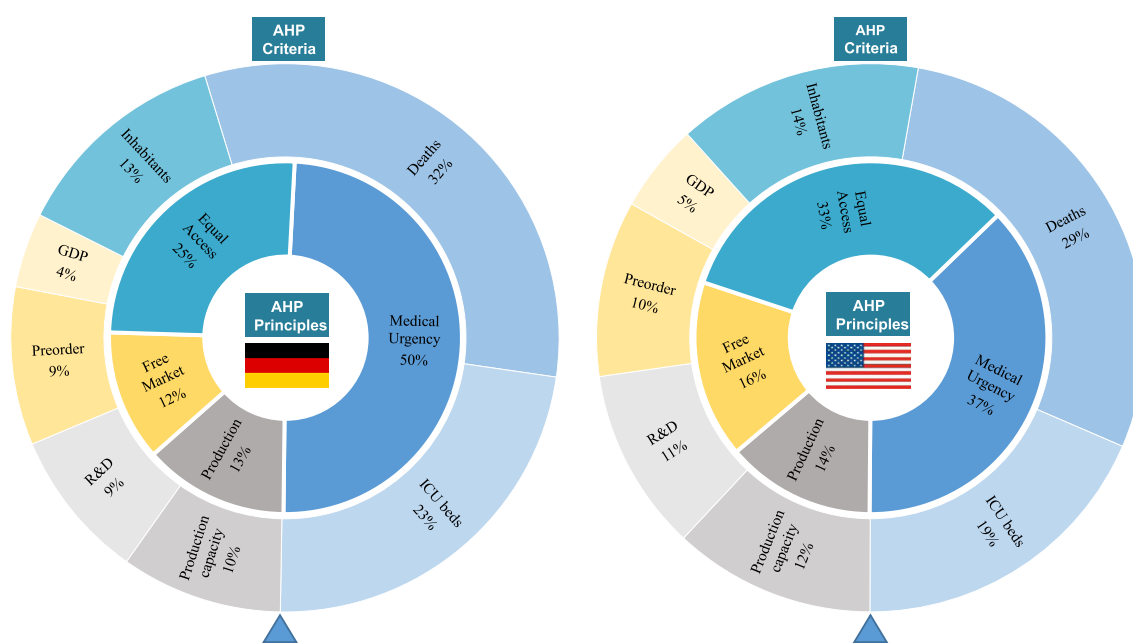 AHP
Criteria
Deaths
32%
ICU beds
23%
Production
capacity
10%
R&D
9%
Preorder
9%
GDP
4%
Inhabitants
13%
Equal
Access
25%
Medical
Urgency
50%
Production
13%
Free
Market
12%
AHP
Principles
AHP
Criteria
Deaths
29%
ICU beds
19%
Production
capacity
12%
R&D
11%
Preorder
10%
GDP
5%
Inhabitants
14%
Equal
Access
33%
Medical
Urgency
37%
Production
14%
Free
Market
16%
AHP
Principles